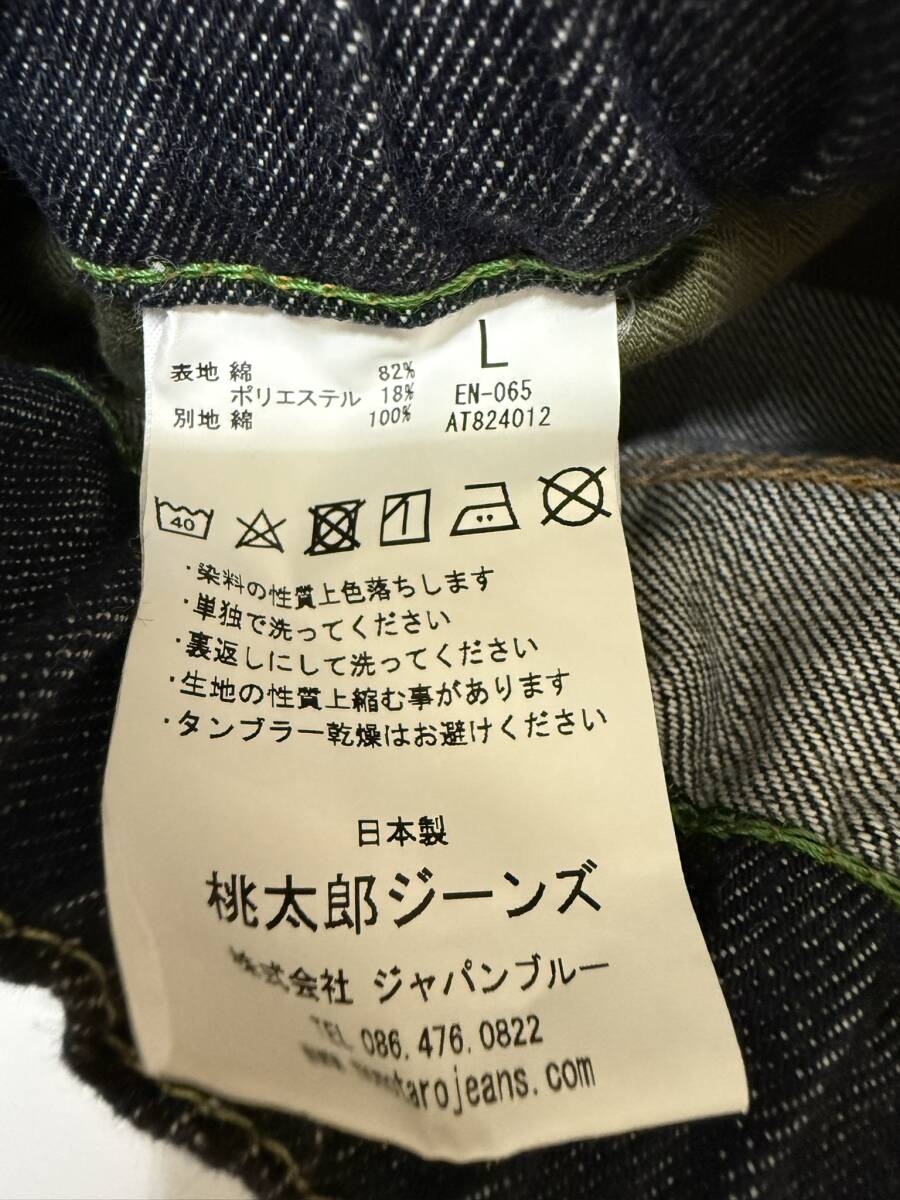 L
表地 綿 82%
ポリエステル 18%
別地 綿 100%
EN-065
AT824012
40
・染料の性質上色落ちします
・単独で洗ってください
・裏返しにして洗ってください
・生地の性質上縮む事があります
・タンブラー乾燥はお避けください
日本製
桃太郎ジーンズ
株式会社 ジャパンブルー
TEL 086.476.0822
www.momotarojeans.com